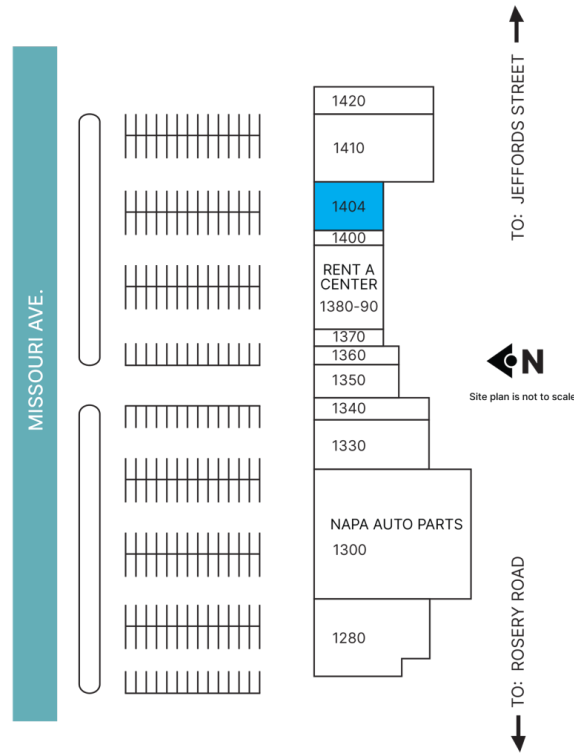 MISSOURI AVE.
1420
1410
1404
1400
RENT A
CENTER
1380-90
1370
1360
1350
1340
1330
NAPA AUTO PARTS
1300
1280
TO: JEFFORDS STREET
N
Site plan is not to scale
TO: ROSERY ROAD